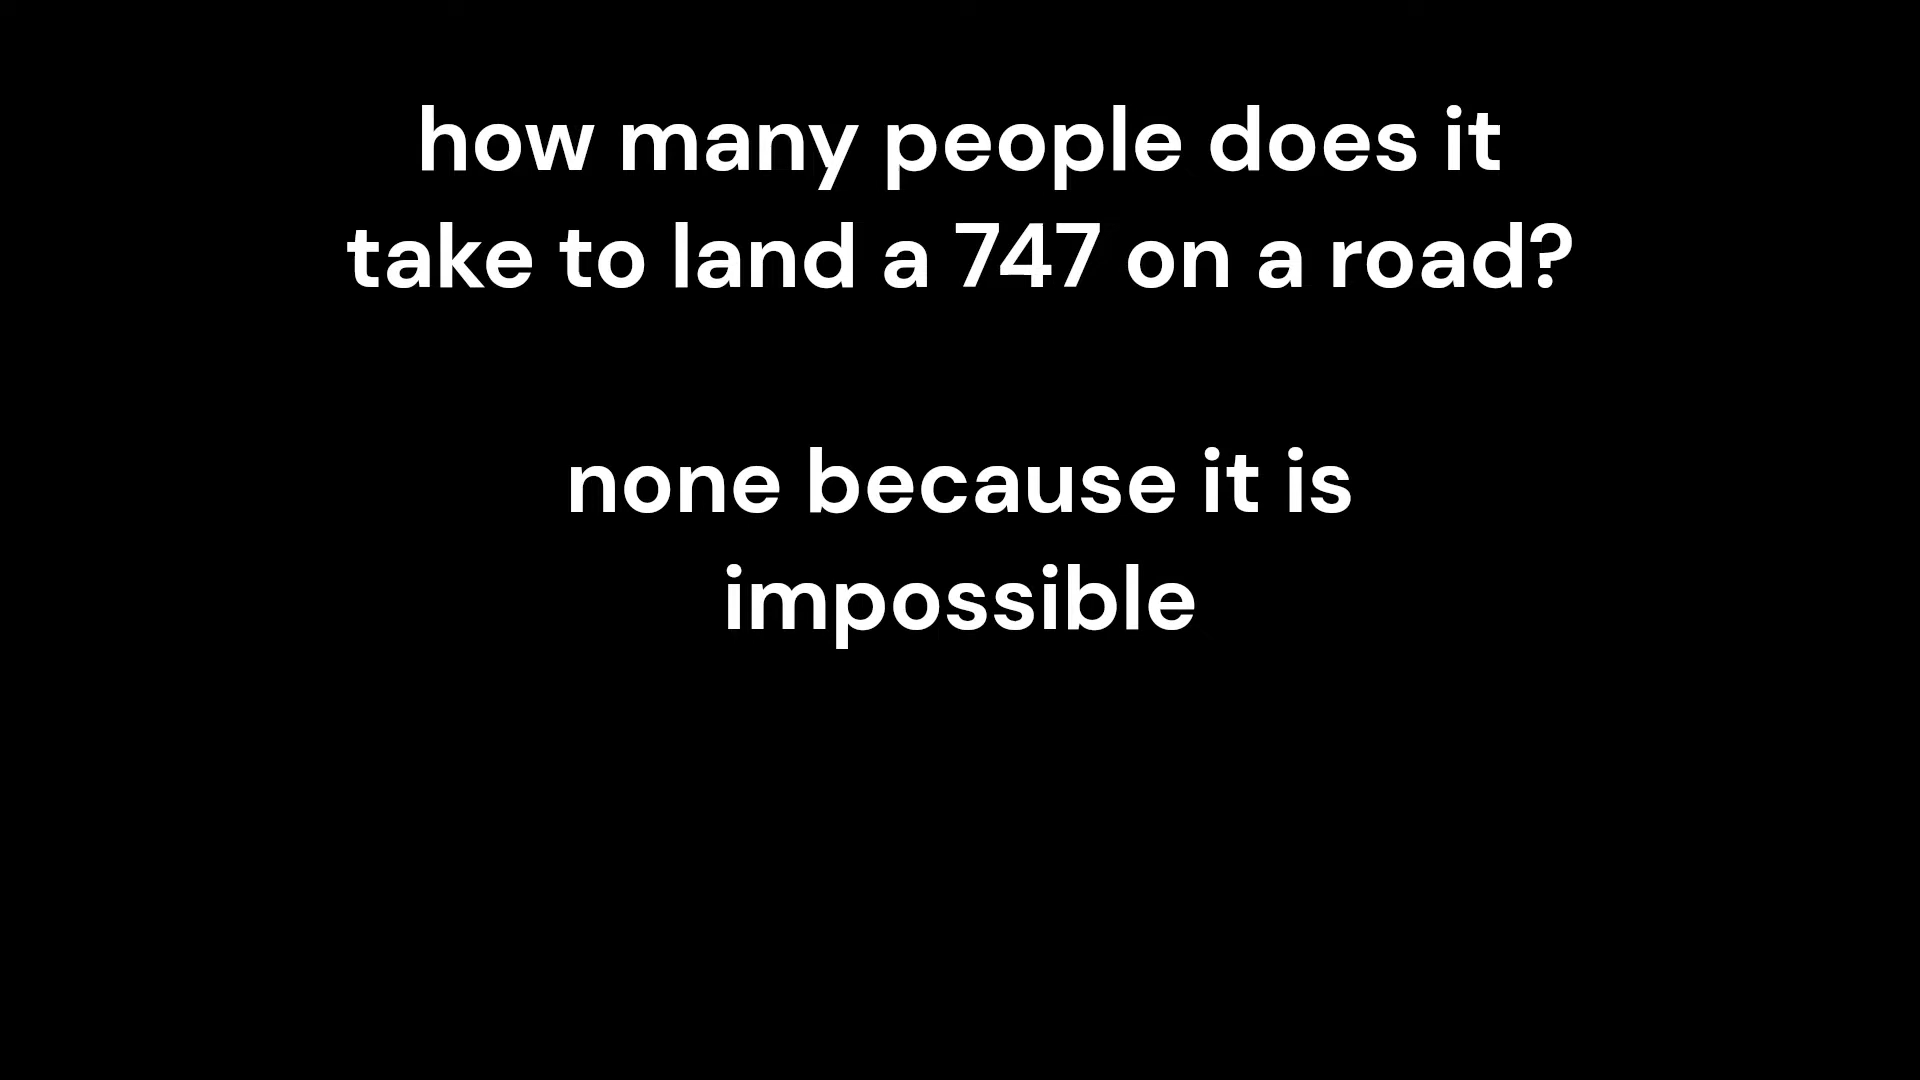 how many people does it
take to land a 747 on a road?
none because it is
impossible